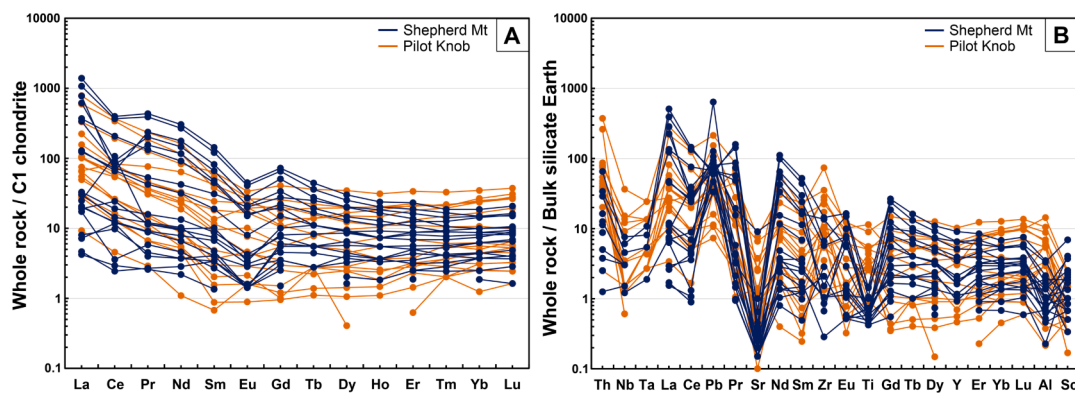 Whole rock / C1 chondrite
10000
1000
100
10
1
0.1
Shepherd Mt
Pilot Knob
A
La Ce Pr Nd Sm Eu Gd Tb Dy Ho Er Tm Yb Lu
Whole rock / Bulk silicate Earth
10000
1000
100
10
1
0.1
Shepherd Mt
Pilot Knob
B
Th Nb Ta La Ce Pb Pr Sr Nd Sm Zr Eu Ti Gd Tb Dy Y Er Yb Lu Al Sc